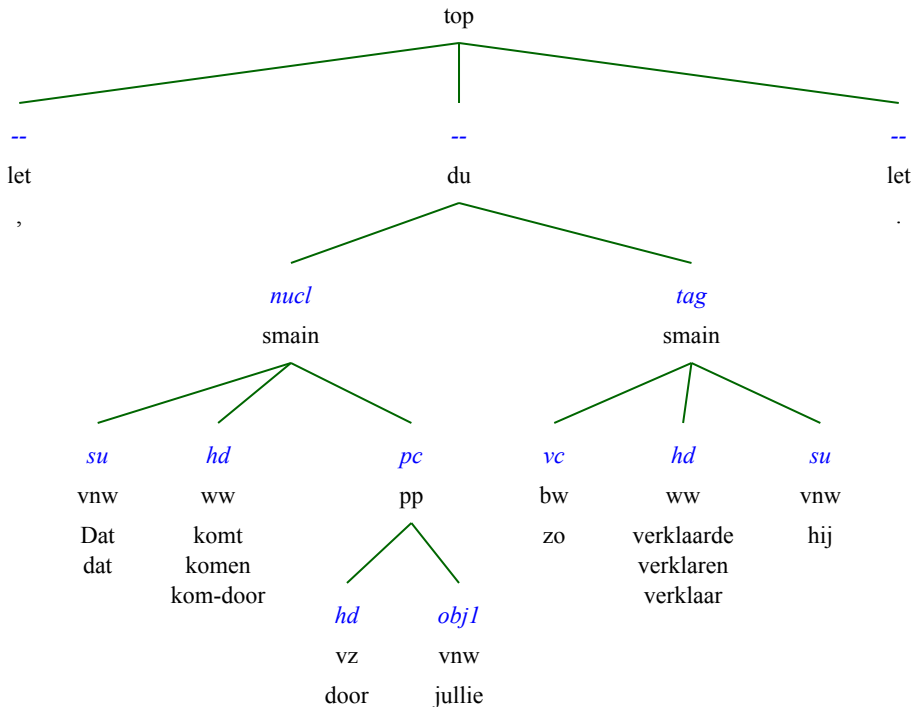 top
-- -- --
let du let
, .
nucl tag
smain smain
su hd pc vc hd su
vnw ww pp bw ww vnw
Dat komt zo verklaarde hij
dat komen verklaren
kom-door verklaar
hd obj1
vz vnw
door jullie